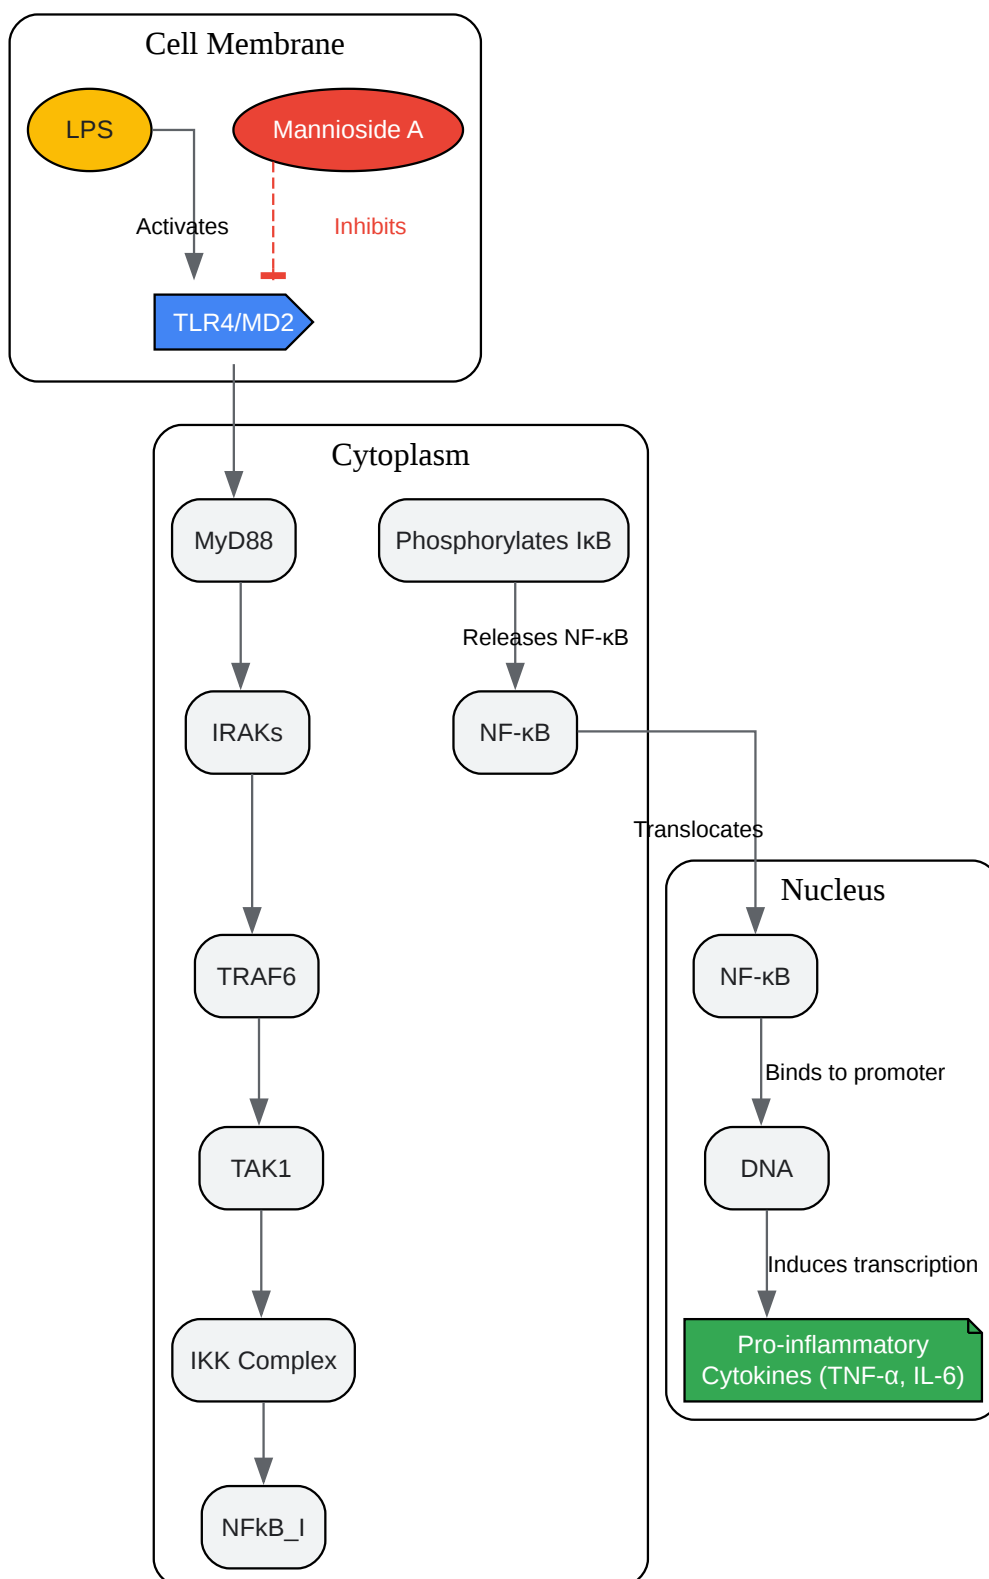 Cell Membrane
LPS
Mannioside A
Activates
Inhibits
TLR4/MD2
Cytoplasm
MyD88
Phosphorylates IκB
Releases NF-κB
IRAKs
NF-κB
Translocates
Nucleus
TRAF6
NF-κB
Binds to promoter
TAK1
DNA
Induces transcription
IKK Complex
Pro-inflammatory
Cytokines (TNF-α, IL-6)
NFkB_I